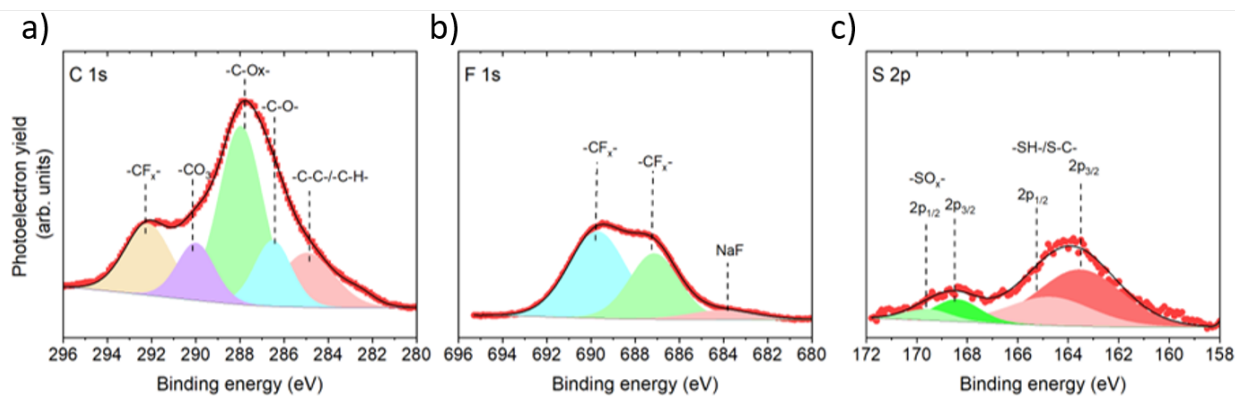 a)
C 1s
-C-Ox-
-C-O-
-CFₓ-
-CO₃
-C-C-/-C-H-
Photoelectron yield
(arb. units)
296 294 292 290 288 286 284 282 280
Binding energy (eV)
b)
F 1s
-CFₓ-
-CFₓ-
NaF
696 694 692 690 688 686 684 682 680
Binding energy (eV)
c)
S 2p
-SH-/S-C-
2p₃/₂
-SOₓ-
2p₁/₂
2p₁/₂ 2p₃/₂
172 170 168 166 164 162 160 158
Binding energy (eV)